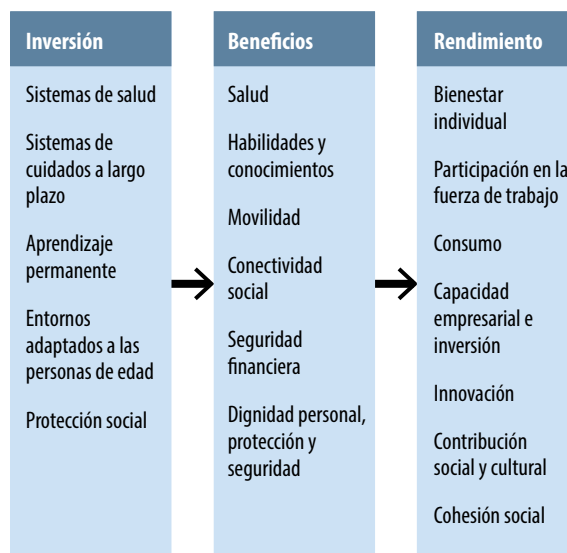 Inversión
Sistemas de salud
Sistemas de
cuidados a largo
plazo
Aprendizaje
permanente
Entornos
adaptados a las
personas de edad
Protección social
Beneficios
Salud
Habilidades y
conocimientos
Movilidad
Conectividad
social
Seguridad
financiera
Dignidad personal,
protección y
seguridad
Rendimiento
Bienestar
individual
Participación en la
fuerza de trabajo
Consumo
Capacidad
empresarial e
inversión
Innovación
Contribución
social y cultural
Cohesión social